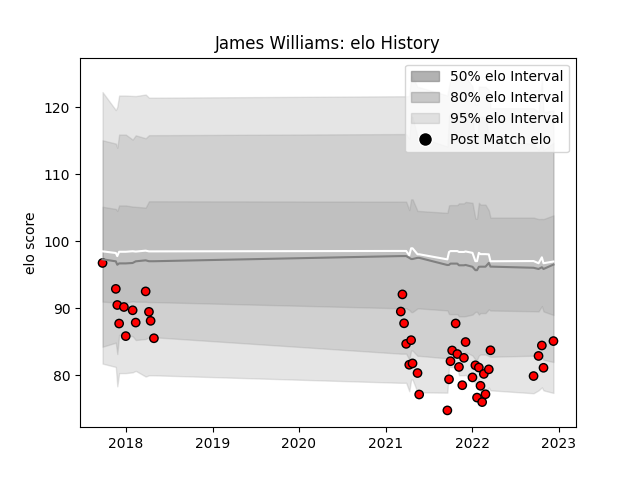 James Williams: elo History
50% elo Interval
80% elo Interval
95% elo Interval
Post Match elo
elo score
120
110
100
90
80
2018
2019
2020
2021
2022
2023